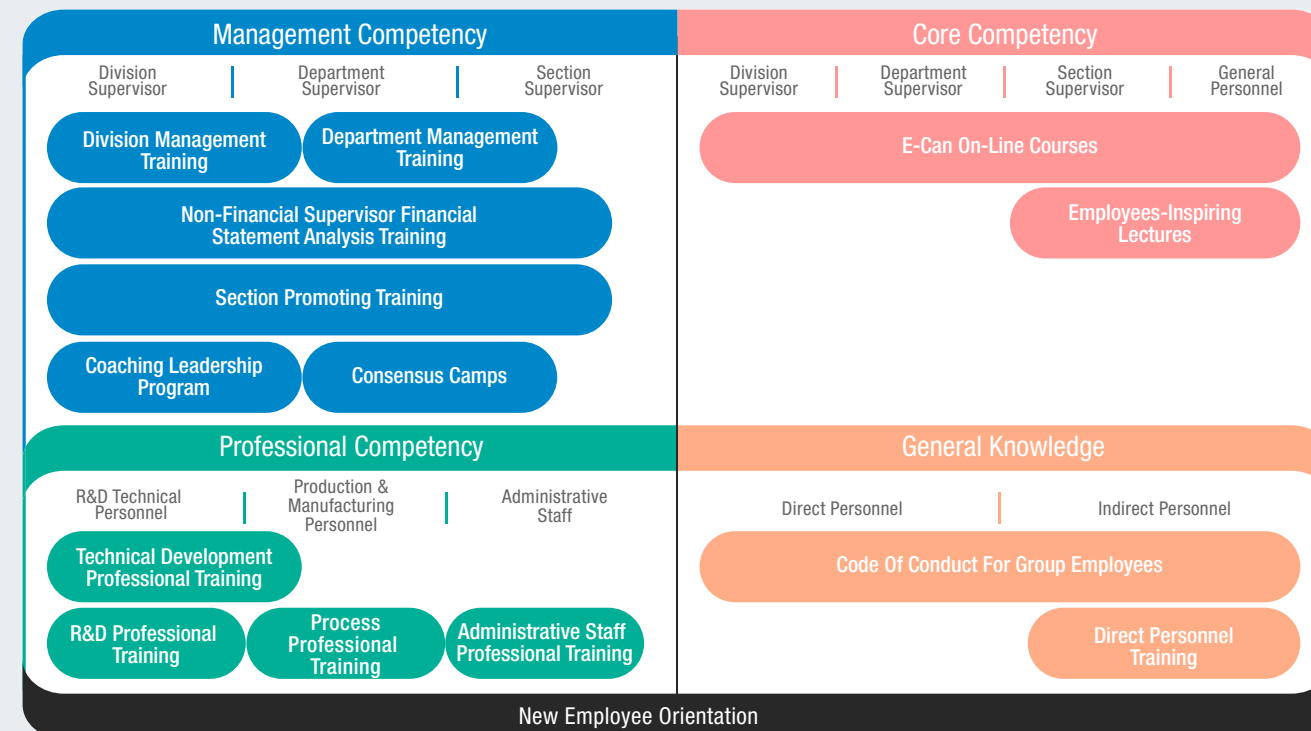 Management Competency
Division
Supervisor
Department
Supervisor
Section
Supervisor
Division Management
Training
Department Management
Training
Non-Financial Supervisor Financial
Statement Analysis Training
Section Promoting Training
Coaching Leadership
Program
Consensus Camps
Core Competency
Division
Supervisor
Department
Supervisor
Section
Supervisor
General
Personnel
E-Can On-Line Courses
Employees-Inspiring
Lectures
Professional Competency
R&D Technical
Personnel
Production &
Manufacturing
Personnel
Administrative
Staff
Technical Development
Professional Training
R&D Professional
Training
Process
Professional
Training
Administrative Staff
Professional Training
General Knowledge
Direct Personnel
Indirect Personnel
Code Of Conduct For Group Employees
Direct Personnel
Training
New Employee Orientation